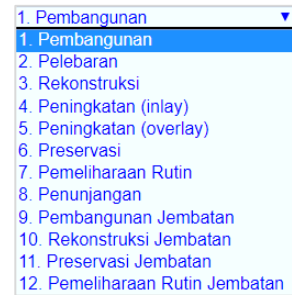 1. Pembangunan
1. Pembangunan
2. Pelebaran
3. Rekonstruksi
4. Peningkatan (inlay)
5. Peningkatan (overlay)
6. Preservasi
7. Pemeliharaan Rutin
8. Penunjangan
9. Pembangunan Jembatan
10. Rekonstruksi Jembatan
11. Preservasi Jembatan
12. Pemeliharaan Rutin Jembatan